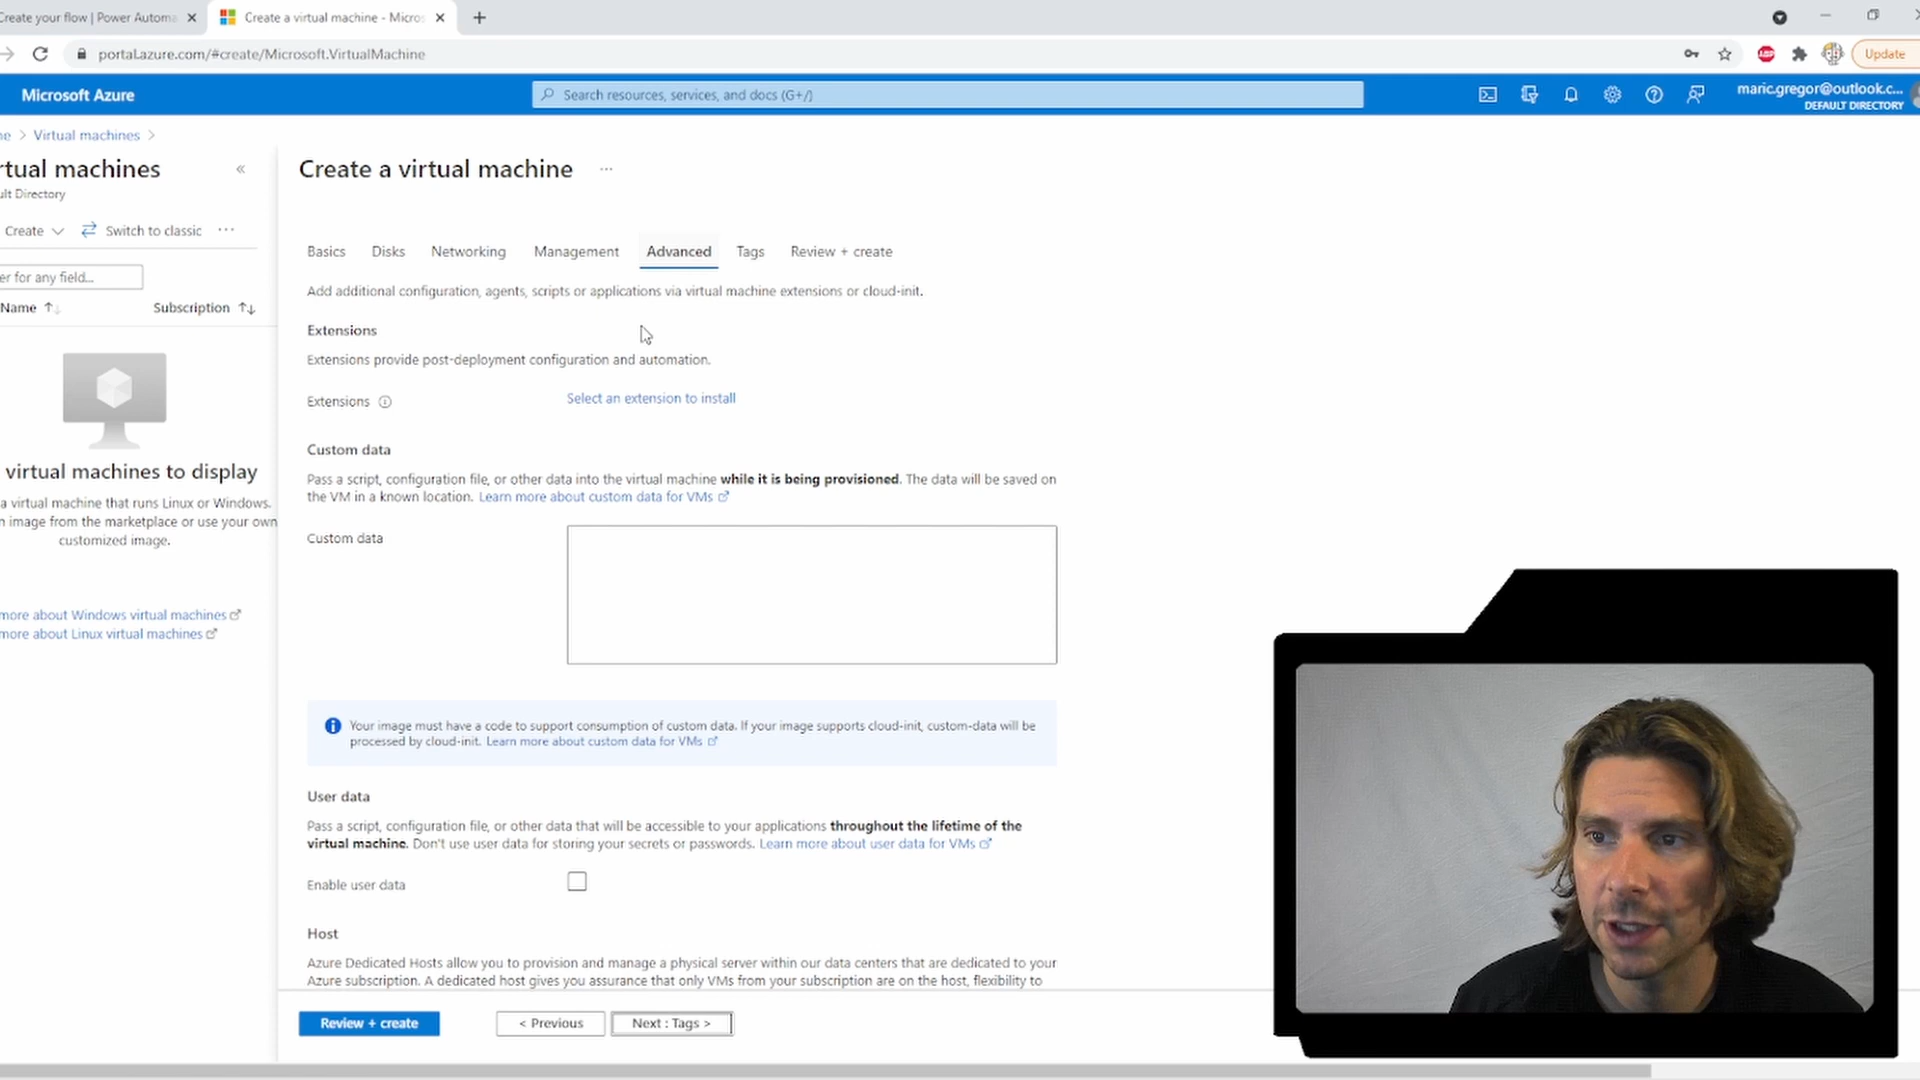 Create your flow | Power Automa
Create a virtual machine - Micros
portal.azure.com/#create/Microsoft.VirtualMachine
ABP
Update
Microsoft Azure
Search resources, services, and docs (G+/)
maric.gregor@outlook.c...
DEFAULT DIRECTORY
ne > Virtual machines >
rtual machines
ult Directory
Create
Switch to classic ...
er for any field...
Name
Subscription
virtual machines to display
a virtual machine that runs Linux or Windows.
n image from the marketplace or use your own
customized image.
more about Windows virtual machines
more about Linux virtual machines
Create a virtual machine ...
Basics Disks Networking Management Advanced Tags Review + create
Add additional configuration, agents, scripts or applications via virtual machine extensions or cloud-init.
Extensions
Extensions provide post-deployment configuration and automation.
Extensions
Select an extension to install
Custom data
Pass a script, configuration file, or other data into the virtual machine while it is being provisioned. The data will be saved on
the VM in a known location. Learn more about custom data for VMs
Custom data
Your image must have a code to support consumption of custom data. If your image supports cloud-init, custom-data will be
processed by cloud-init. Learn more about custom data for VMs
User data
Pass a script, configuration file, or other data that will be accessible to your applications throughout the lifetime of the
virtual machine. Don't use user data for storing your secrets or passwords. Learn more about user data for VMs
Enable user data
Host
Azure Dedicated Hosts allow you to provision and manage a physical server within our data centers that are dedicated to your
Azure subscription. A dedicated host gives you assurance that only VMs from your subscription are on the host, flexibility to
Review + create
< Previous
Next : Tags >